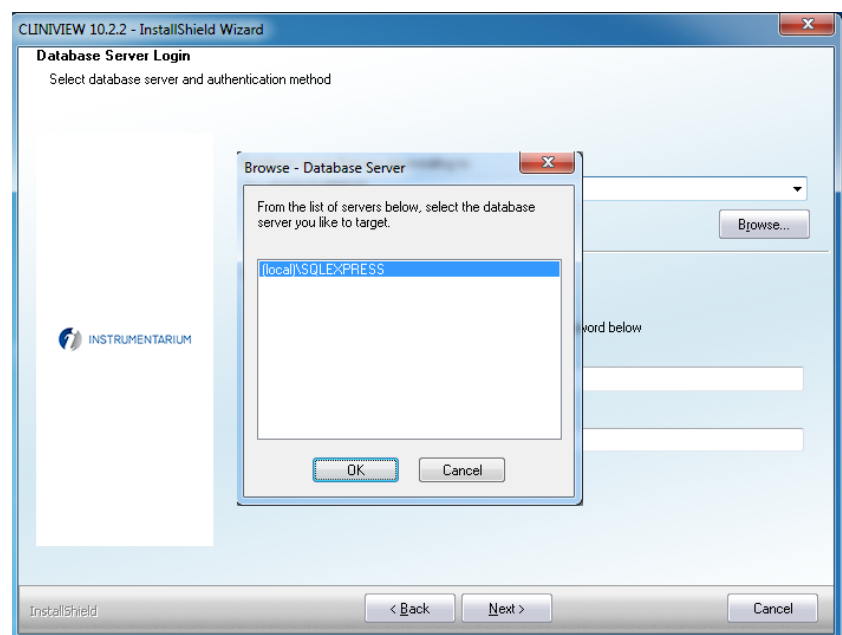 CLINIVIEW 10.2.2 - InstallShield Wizard
Database Server Login
Select database server and authentication method
Browse - Database Server
From the list of servers below, select the database
server you like to target.
Browse...
(local)\SQLEXPRESS
word below
INSTRUMENTARIUM
OK
Cancel
InstallShield
< Back
Next >
Cancel